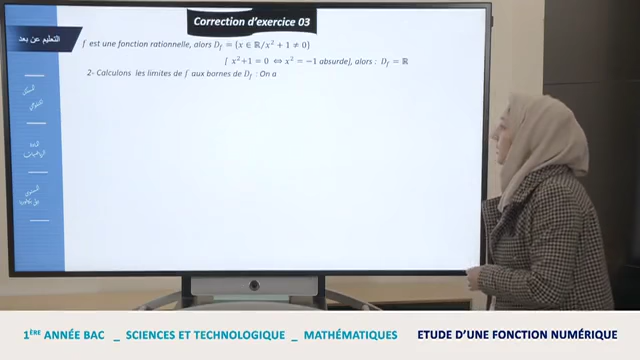 Correction d'exercice 03
التعليم عن بعد
f est une fonction rationnelle, alors D_f = {x ∈ ℝ/x² + 1 ≠ 0}
[ x²+1 = 0 ⇔ x² = −1 absurde], alors : D_f = ℝ
2- Calculons les limites de f aux bornes de D_f : On a
1ÈRE ANNÉE BAC _ SCIENCES ET TECHNOLOGIQUE _ MATHÉMATIQUES ETUDE D'UNE FONCTION NUMÉRIQUE